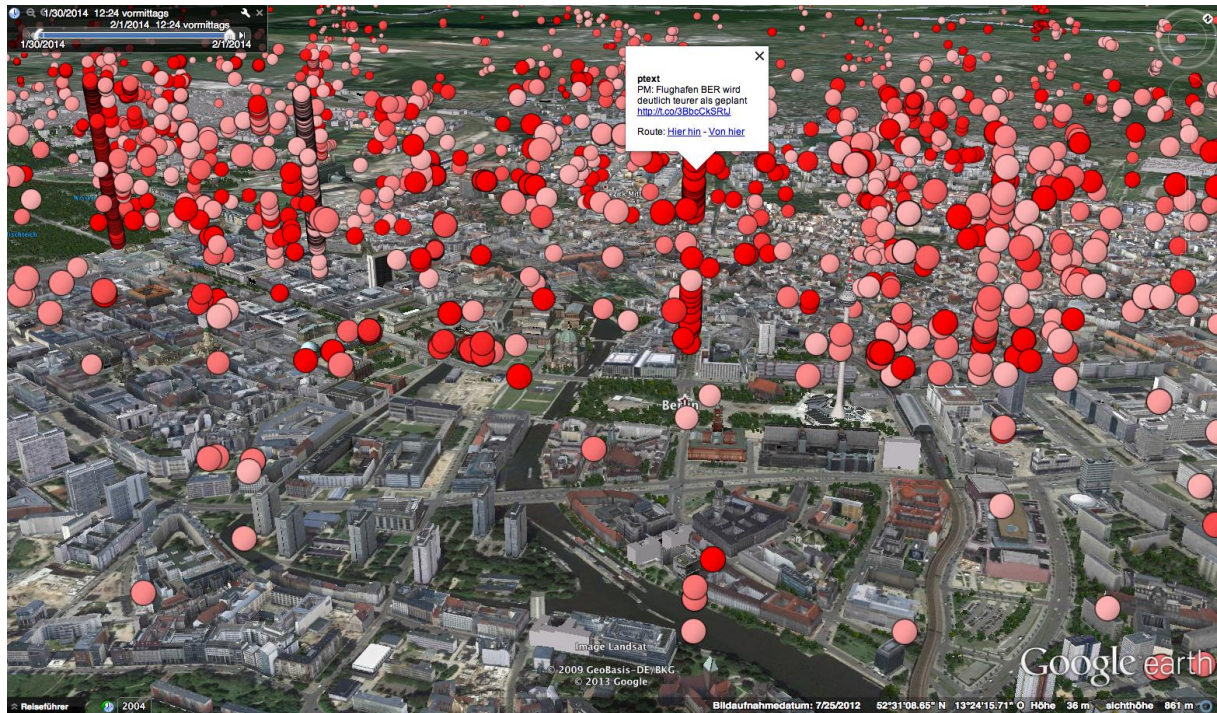 1/30/2014 12:24 vormittags
2/1/2014 12:24 vormittags
1/30/2014 2/1/2014
ptext
PM: Flughafen BER wird
deutlich teurer als geplant
http://t.co/3BbcCkSRtJ
Route: Hier hin - Von hier
Berlin
Image Landsat
© 2009 GeoBasis-DE/BKG
© 2013 Google
Google earth
Reiseführer
2004
Bildaufnahmedatum: 7/25/2012 52°31'08.65" N 13°24'15.71" O Höhe 36 m sichthöhe 861 m